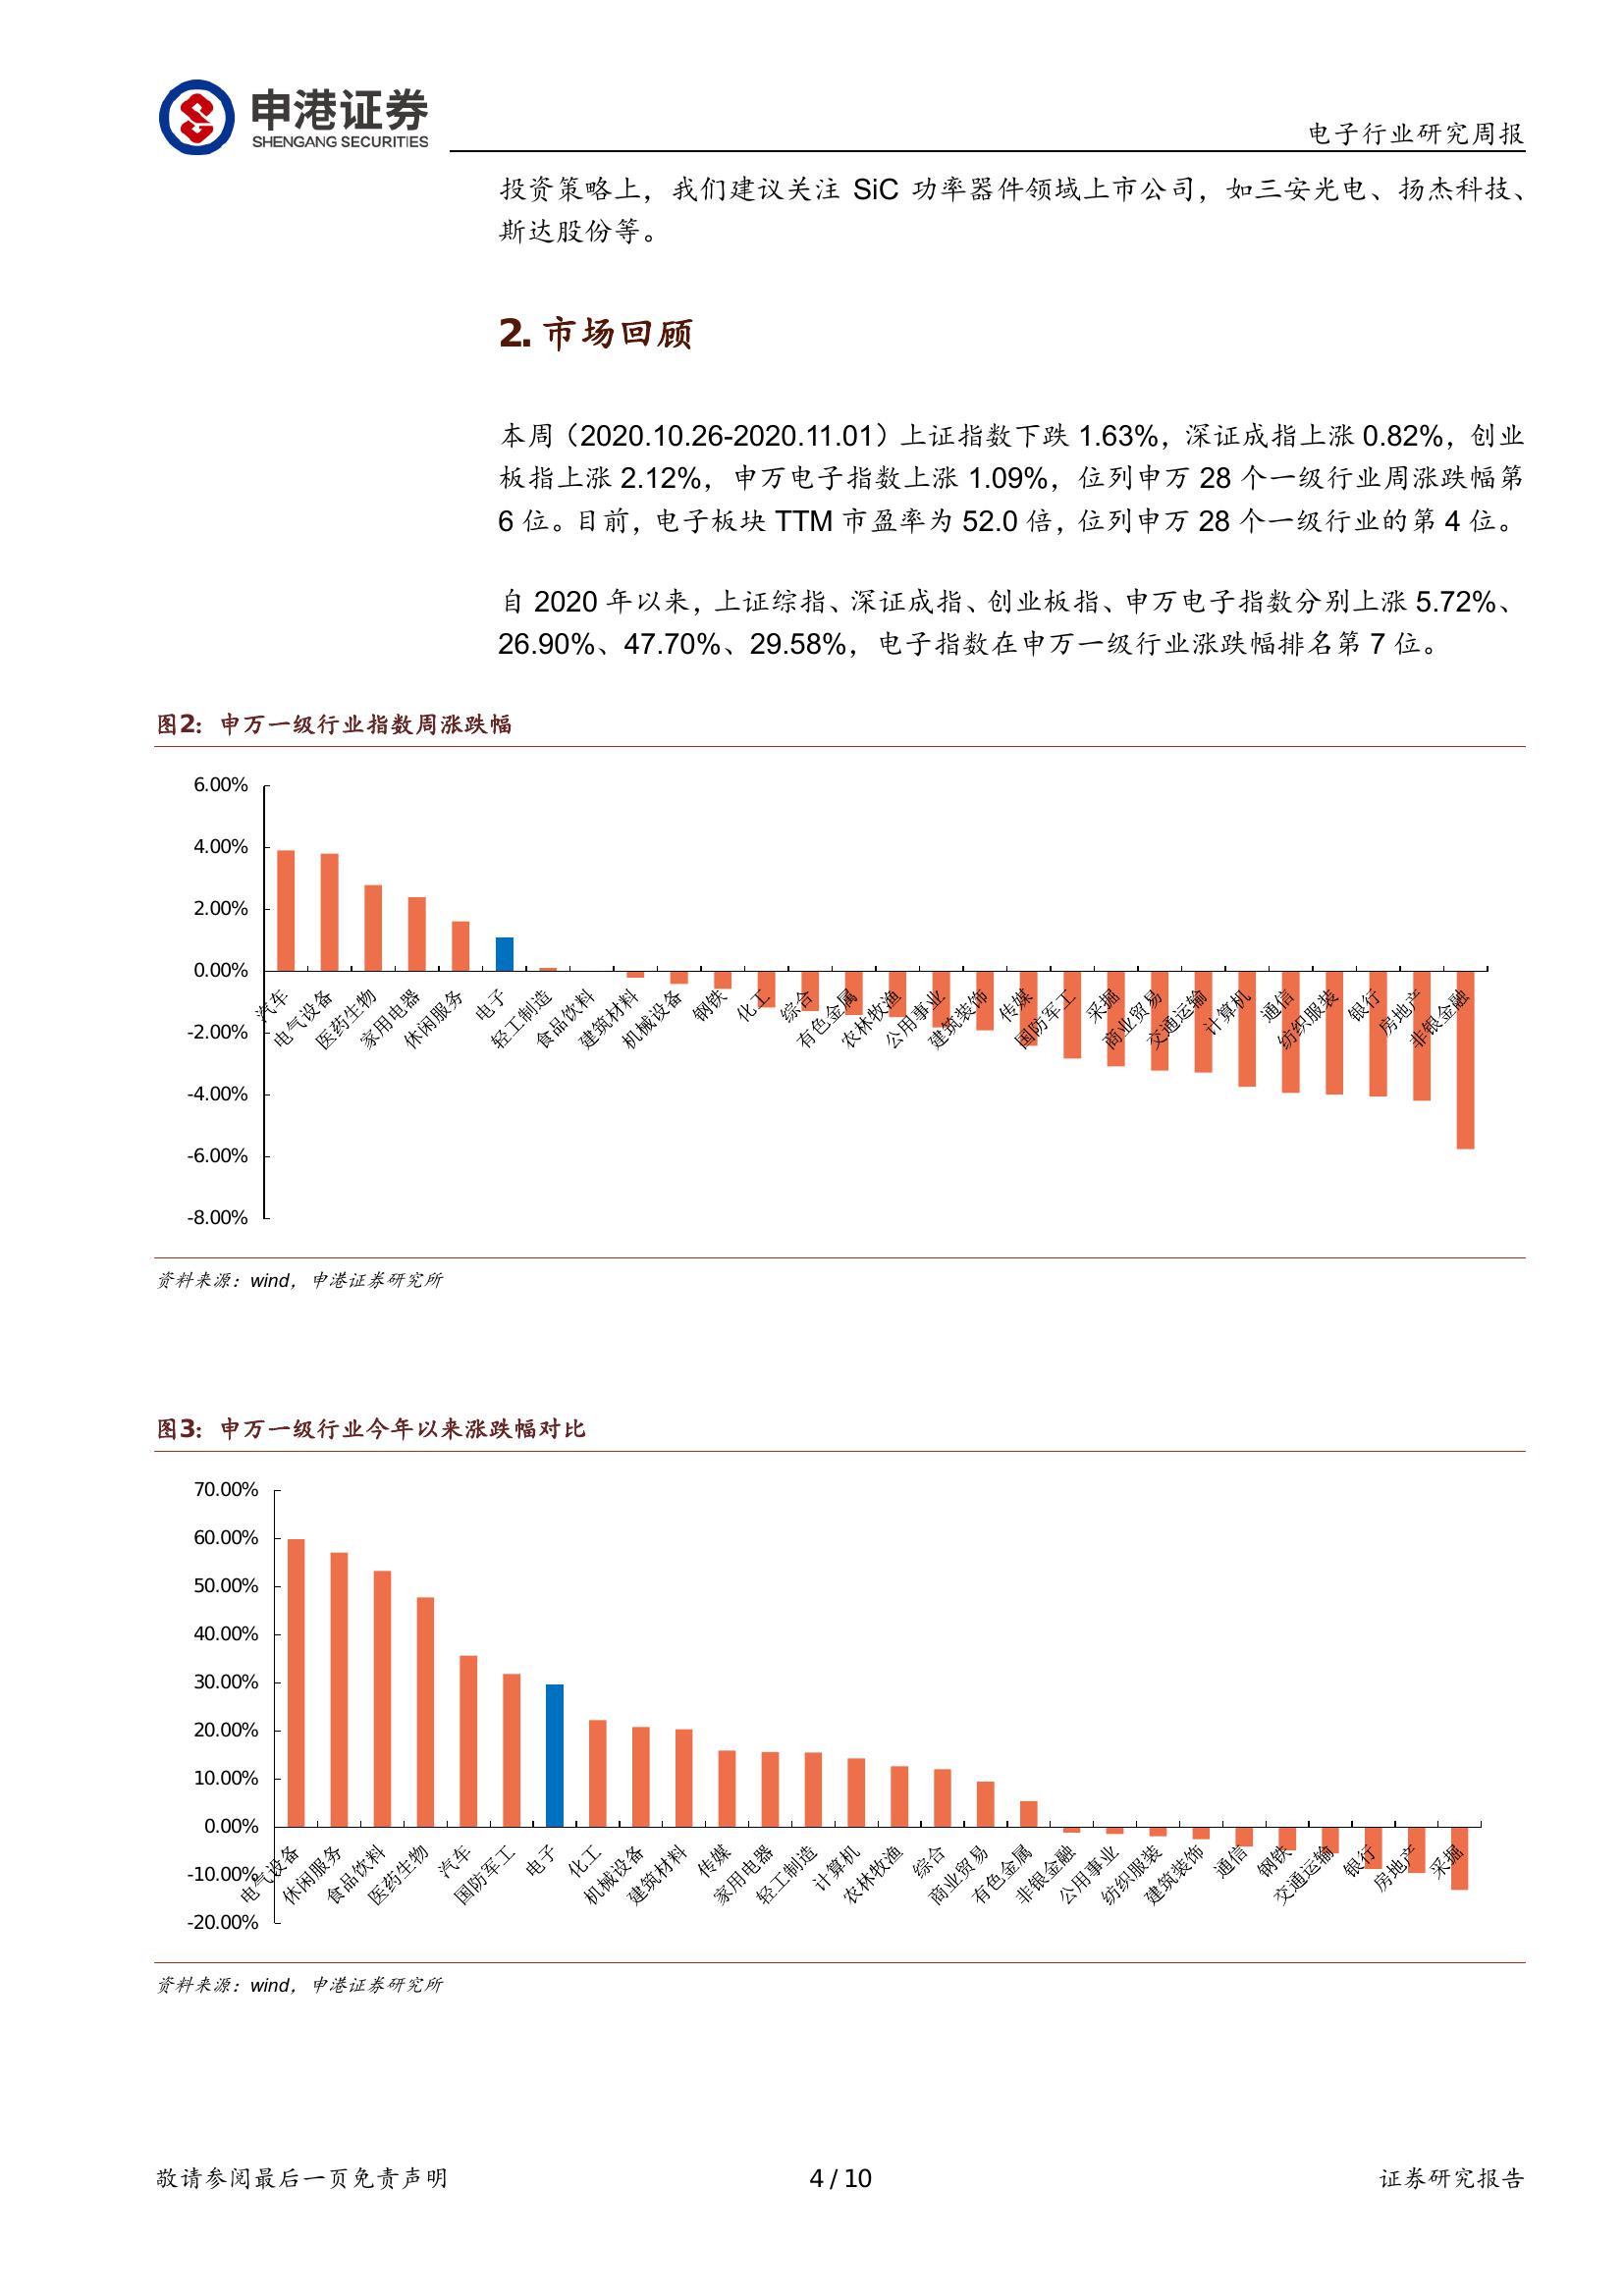 申港证券
SHENGANG SECURITIES
电子行业研究周报
投资策略上，我们建议关注 SiC 功率器件领域上市公司，如三安光电、扬杰科技、
斯达股份等。
2. 市场回顾
本周（2020.10.26-2020.11.01）上证指数下跌 1.63%，深证成指上涨 0.82%，创业
板指上涨 2.12%，申万电子指数上涨 1.09%，位列申万 28 个一级行业周涨跌幅第
6 位。目前，电子板块 TTM 市盈率为 52.0 倍，位列申万 28 个一级行业的第 4 位。
自 2020 年以来，上证综指、深证成指、创业板指、申万电子指数分别上涨 5.72%、
26.90%、47.70%、29.58%，电子指数在申万一级行业涨跌幅排名第 7 位。
图2：申万一级行业指数周涨跌幅
6.00%
4.00%
2.00%
0.00%
-2.00%
-4.00%
-6.00%
-8.00%
汽车
电气设备
医药生物
家用电器
休闲服务
电子
轻工制造
食品饮料
建筑材料
机械设备
钢铁
化工
综合
有色金属
农林牧渔
公用事业
建筑装饰
传媒
国防军工
采掘
商业贸易
交通运输
计算机
通信
纺织服装
银行
房地产
非银金融
资料来源：wind，申港证券研究所
图3：申万一级行业今年以来涨跌幅对比
70.00%
60.00%
50.00%
40.00%
30.00%
20.00%
10.00%
0.00%
-10.00%
-20.00%
电气设备
休闲服务
食品饮料
医药生物
汽车
国防军工
电子
化工
机械设备
建筑材料
传媒
家用电器
轻工制造
计算机
农林牧渔
综合
商业贸易
有色金属
非银金融
公用事业
纺织服装
建筑装饰
通信
钢铁
交通运输
银行
房地产
采掘
资料来源：wind，申港证券研究所
敬请参阅最后一页免责声明
4 / 10
证券研究报告